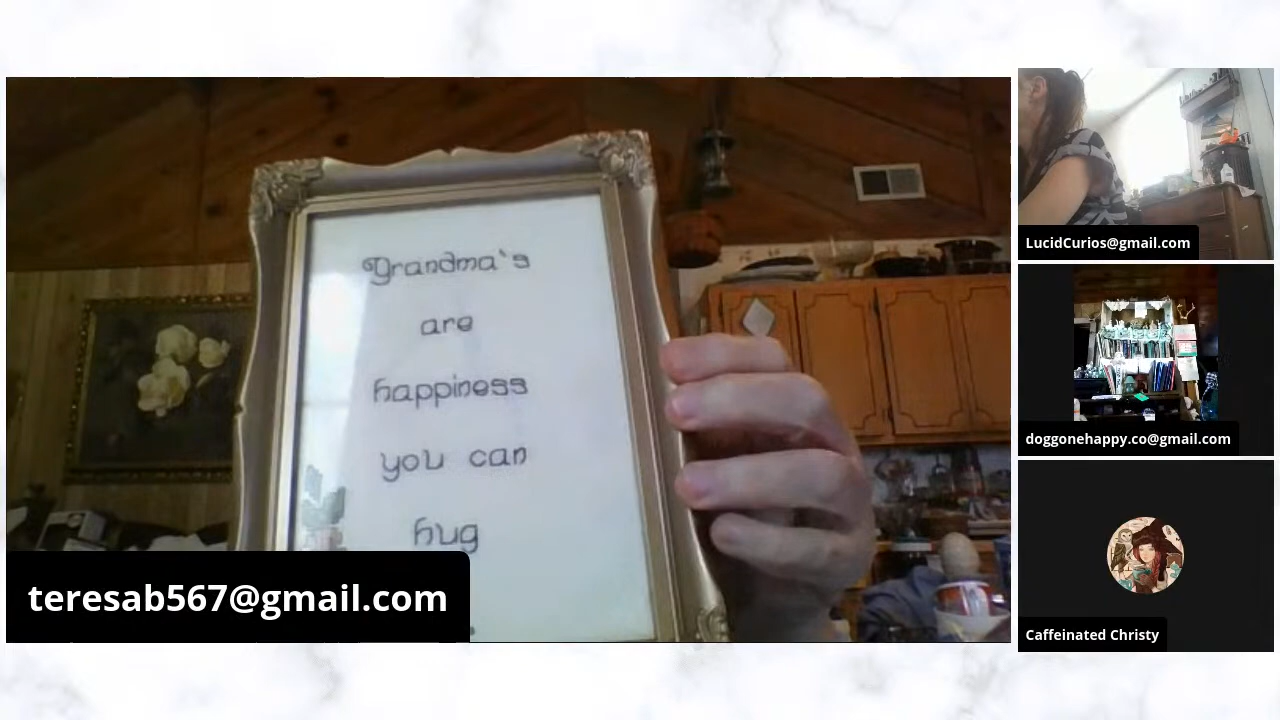 Grandma's
are
happiness
you can
hug
teresab567@gmail.com
LucidCurios@gmail.com
doggonehappy.co@gmail.com
Caffeinated Christy